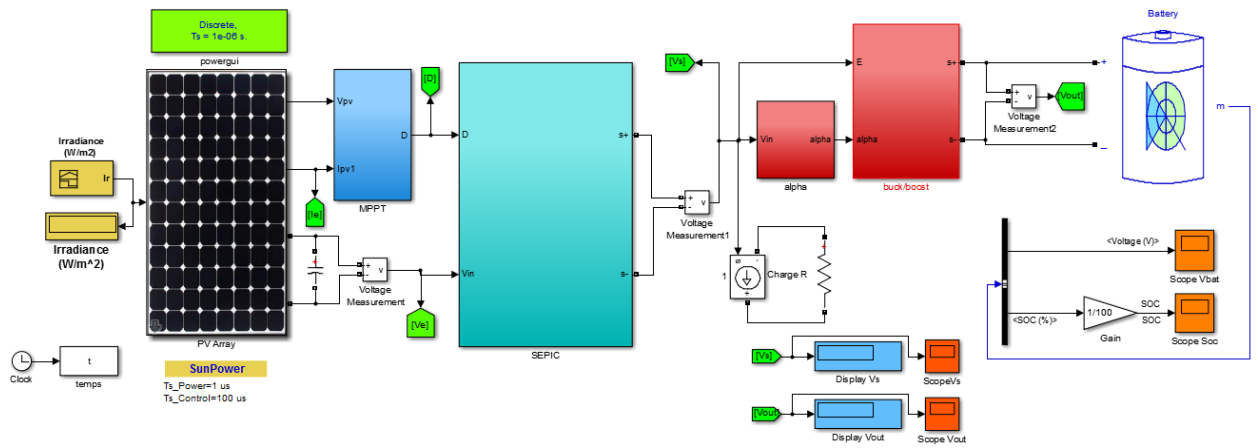 Discrete,
Ts = 1e-06 s.
powergui
Irradiance
(W/m2)
Ir
Irradiance
(W/m^2)
PV Array
SunPower
Ts_Power=1 us
Ts_Control=100 us
Clock
t
temps
Vpv
Ipv1
D
MPPT
[D]
[Ie]
+
+
-
v
Voltage
Measurement
[Ve]
D
Vin
s+
s-
SEPIC
+
-
v
Voltage
Measurement1
[Vs]
Vin
alpha
alpha
E
alpha
s+
s-
buck/boost
+
-
v
Voltage
Measurement2
[Vout]
Battery
+
_
m
1
s
-
+
Charge R
+
<Voltage (V)>
Scope Vbat
<SOC (%)>
1/100
Gain
SOC
SOC
Scope Soc
[Vs]
Display Vs
ScopeVs
[Vout]
Display Vout
Scope Vout